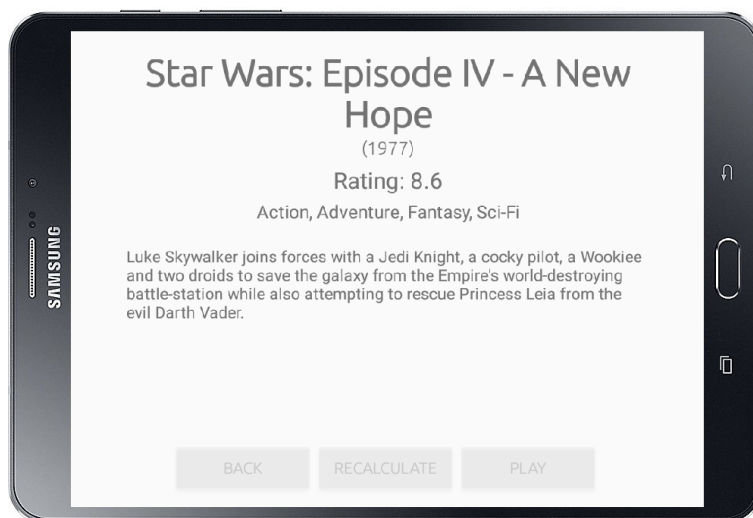 Star Wars: Episode IV - A New
Hope
(1977)
Rating: 8.6
Action, Adventure, Fantasy, Sci-Fi
Luke Skywalker joins forces with a Jedi Knight, a cocky pilot, a Wookiee
and two droids to save the galaxy from the Empire's world-destroying
battle-station while also attempting to rescue Princess Leia from the
evil Darth Vader.
BACK RECALCULATE PLAY
SAMSUNG